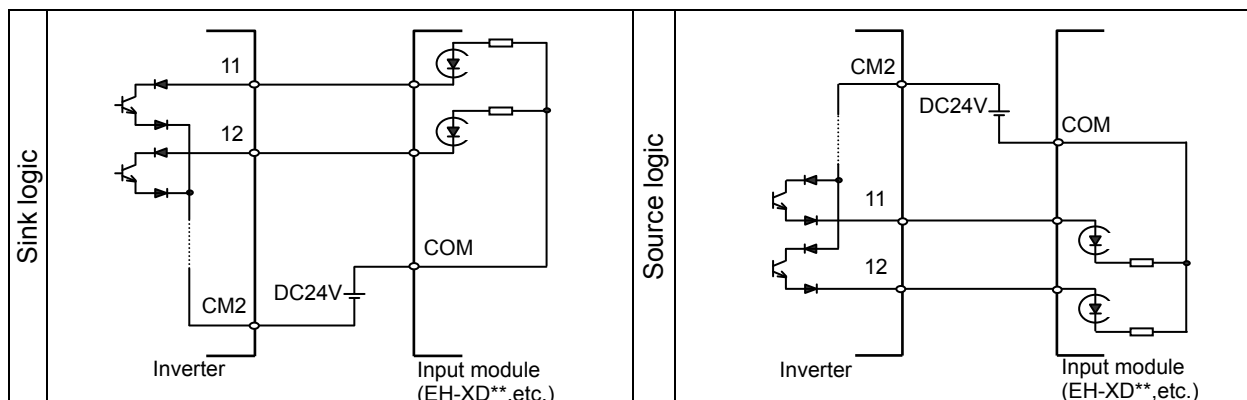 Sink logic
11
12
COM
DC24V
CM2
Inverter
Input module
(EH-XD**,etc.)
Source logic
CM2
DC24V
COM
11
12
Inverter
Input module
(EH-XD**,etc.)